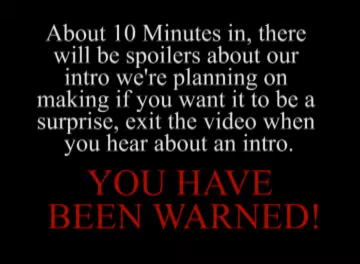 About 10 Minutes in, there
will be spoilers about our
intro we're planning on
making if you want it to be a
surprise, exit the video when
you hear about an intro.
YOU HAVE
BEEN WARNED!